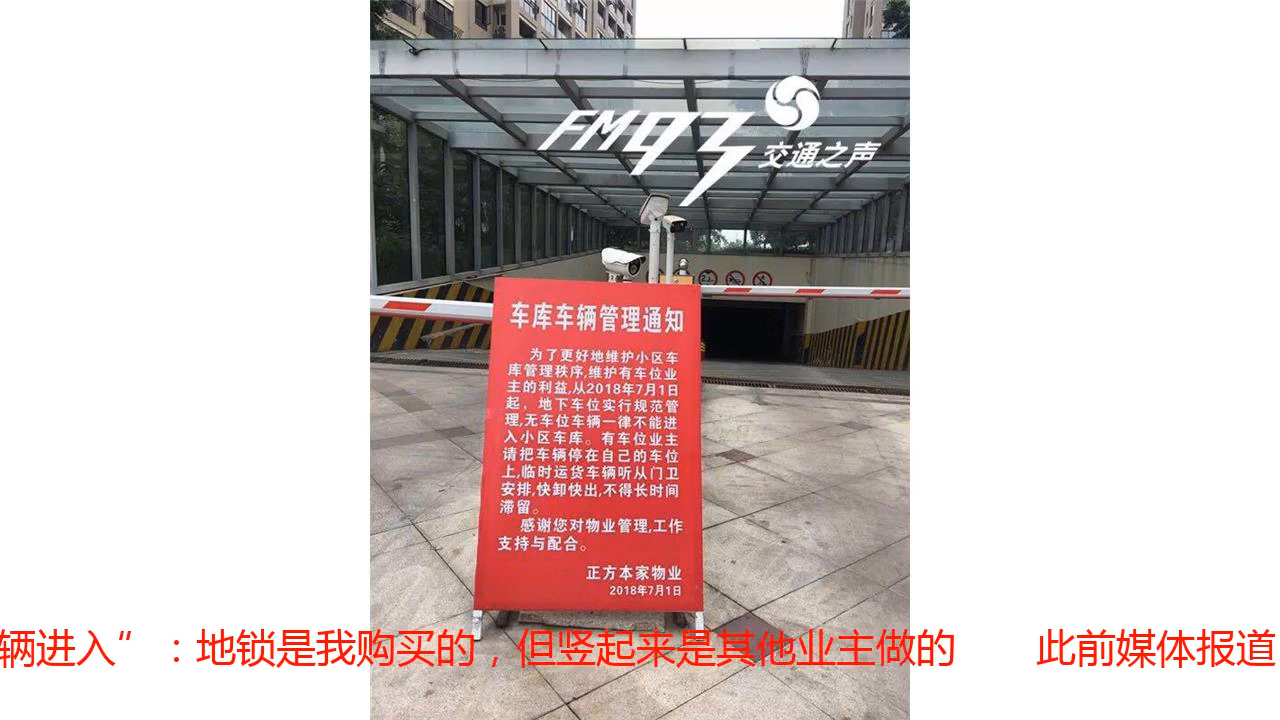 FM93
交通之声
车库车辆管理通知
为了更好地维护小区车
库管理秩序,维护有车位业
主的利益,从2018年7月1日
起，地下车位实行规范管
理,无车位车辆一律不能进
入小区车库。有车位业主
请把车辆停在自己的车位
上,临时运货车辆听从门卫
安排,快卸快出,不得长时间
滞留。
感谢您对物业管理,工作
支持与配合。
正方本家物业
2018年7月1日
辆进入”：地锁是我购买的，但竖起来是其他业主做的 此前媒体报道